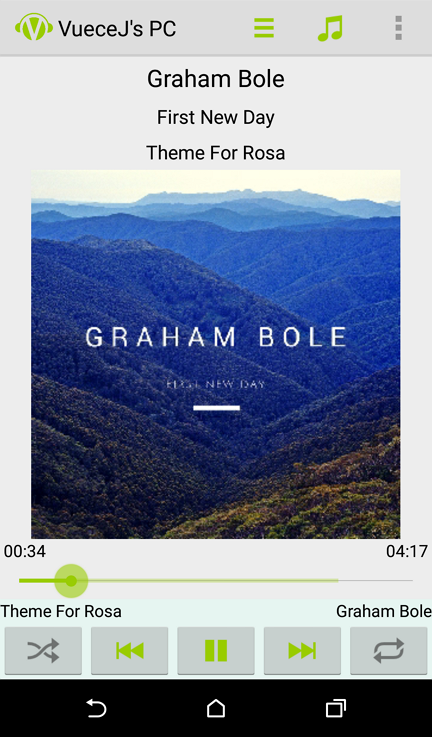 VueceJ's PC
Graham Bole
First New Day
Theme For Rosa
GRAHAM BOLE
FIRST NEW DAY
00:34 04:17
Theme For Rosa Graham Bole